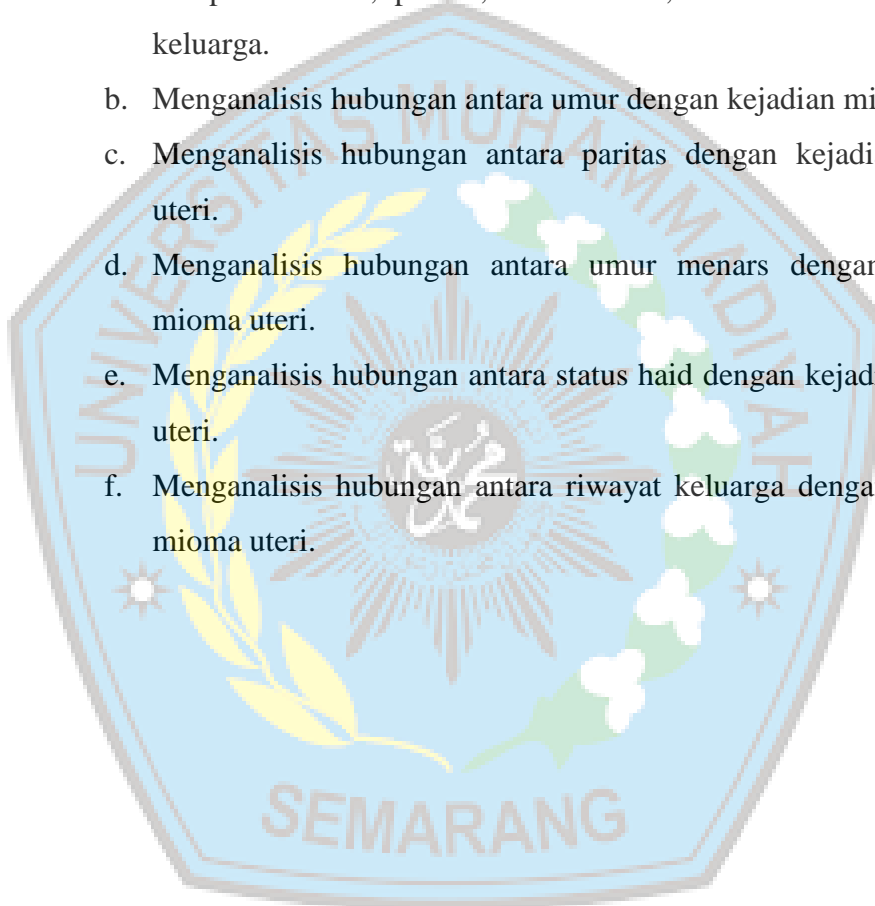 keluarga.
b. Menganalisis hubungan antara umur dengan kejadian mi
c. Menganalisis hubungan antara paritas dengan kejadi
uteri.
d. Menganalisis hubungan antara umur menars dengan
mioma uteri.
e. Menganalisis hubungan antara status haid dengan kejad
uteri.
f. Menganalisis hubungan antara riwayat keluarga denga
mioma uteri.
UNIVERSITAS MUHAMMADIYAH
SEMARANG